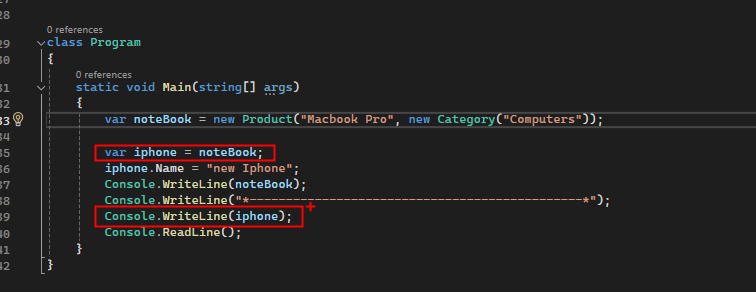 28
0 references
29 class Program
30 {
0 references
31 static void Main(string[] args)
32 {
33 var noteBook = new Product("Macbook Pro", new Category("Computers"));
34
35 var iphone = noteBook;
36 iphone.Name = "new Iphone";
37 Console.WriteLine(noteBook);
38 Console.WriteLine("*-----------------------------------------------*");
39 Console.WriteLine(iphone);
40 Console.ReadLine();
41 }
42 }